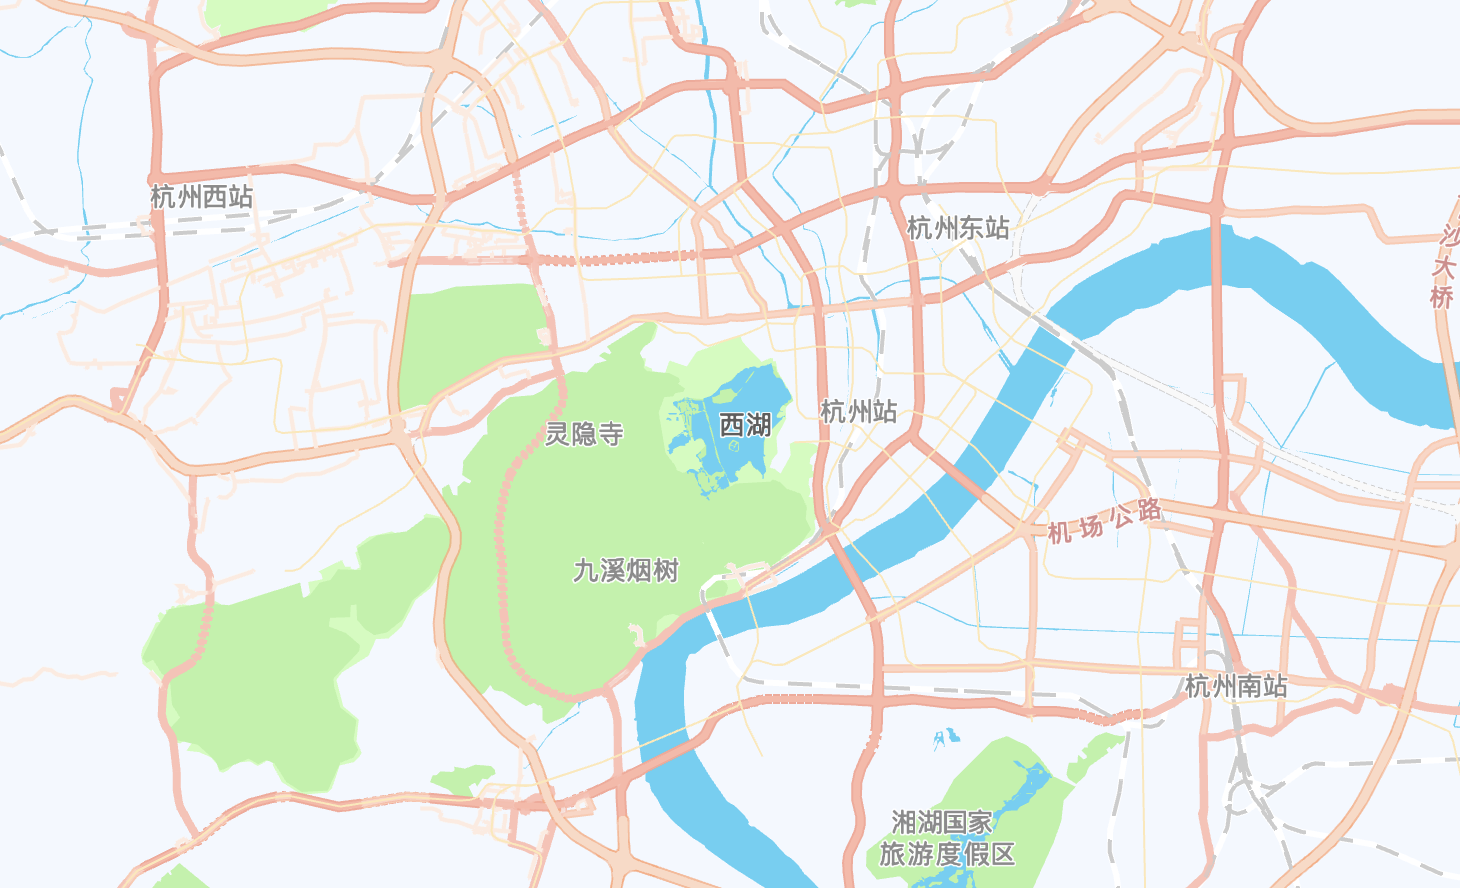 杭州西站
杭州东站
沙大桥
杭州站
西湖
灵隐寺
机场公路
九溪烟树
杭州南站
湘湖国家
旅游度假区